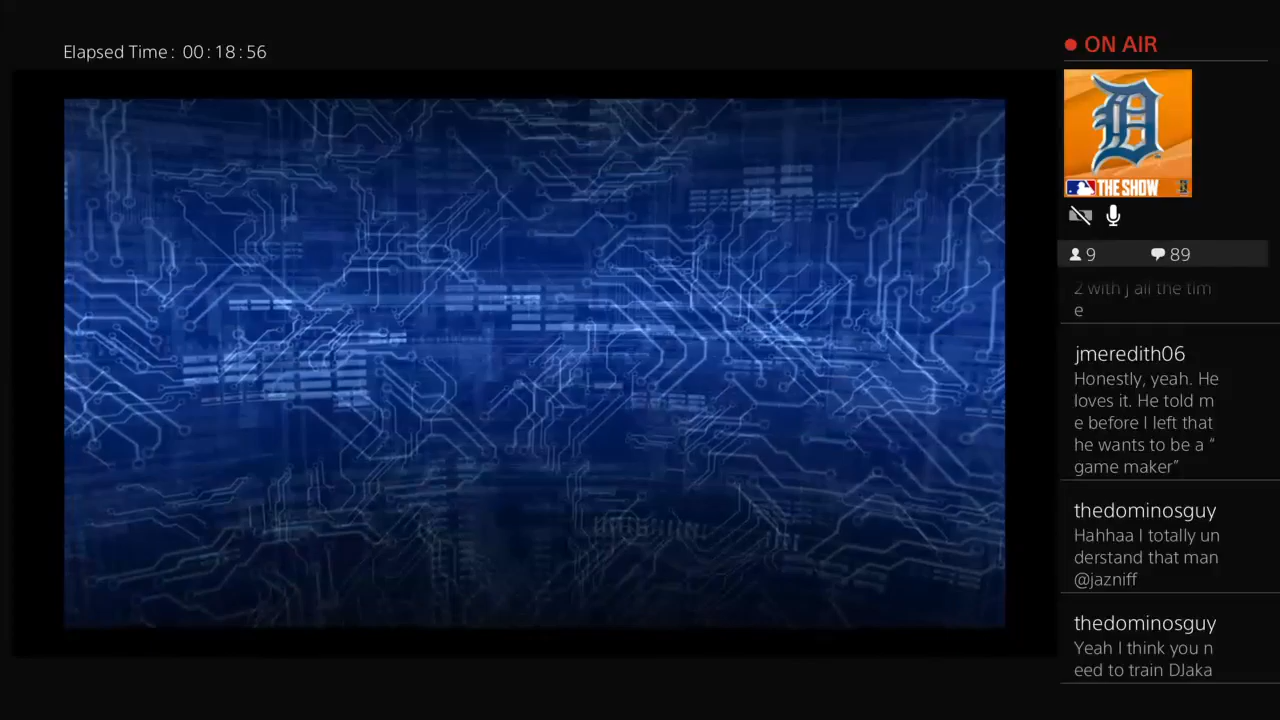 Elapsed Time: 00:18:56
ON AIR
THE SHOW
9 89
2 with j all the tim
e
jmeredith06
Honestly, yeah. He
loves it. He told m
e before I left that
he wants to be a “
game maker”
thedominosguy
Hahhaa I totally un
derstand that man
@jazniff
thedominosguy
Yeah I think you n
eed to train DJaka